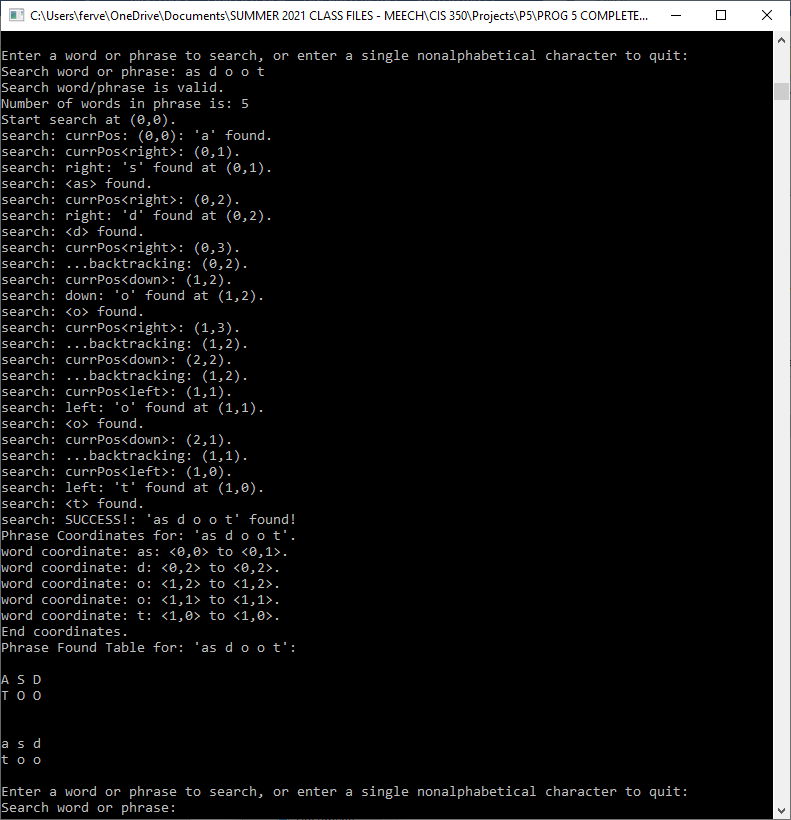 C:\Users\ferve\OneDrive\Documents\SUMMER 2021 CLASS FILES - MEECH\CIS 350\Projects\P5\PROG 5 COMPLETE...
Enter a word or phrase to search, or enter a single nonalphabetical character to quit:
Search word or phrase: as d o o t
Search word/phrase is valid.
Number of words in phrase is: 5
Start search at (0,0).
search: currPos: (0,0): 'a' found.
search: currPos<right>: (0,1).
search: right: 's' found at (0,1).
search: <as> found.
search: currPos<right>: (0,2).
search: right: 'd' found at (0,2).
search: <d> found.
search: currPos<right>: (0,3).
search: ...backtracking: (0,2).
search: currPos<down>: (1,2).
search: down: 'o' found at (1,2).
search: <o> found.
search: currPos<right>: (1,3).
search: ...backtracking: (1,2).
search: currPos<down>: (2,2).
search: ...backtracking: (1,2).
search: currPos<left>: (1,1).
search: left: 'o' found at (1,1).
search: <o> found.
search: currPos<down>: (2,1).
search: ...backtracking: (1,1).
search: currPos<left>: (1,0).
search: left: 't' found at (1,0).
search: <t> found.
search: SUCCESS!: 'as d o o t' found!
Phrase Coordinates for: 'as d o o t'.
word coordinate: as: <0,0> to <0,1>.
word coordinate: d: <0,2> to <0,2>.
word coordinate: o: <1,2> to <1,2>.
word coordinate: o: <1,1> to <1,1>.
word coordinate: t: <1,0> to <1,0>.
End coordinates.
Phrase Found Table for: 'as d o o t':
A S D
T O O
a s d
t o o
Enter a word or phrase to search, or enter a single nonalphabetical character to quit:
Search word or phrase: